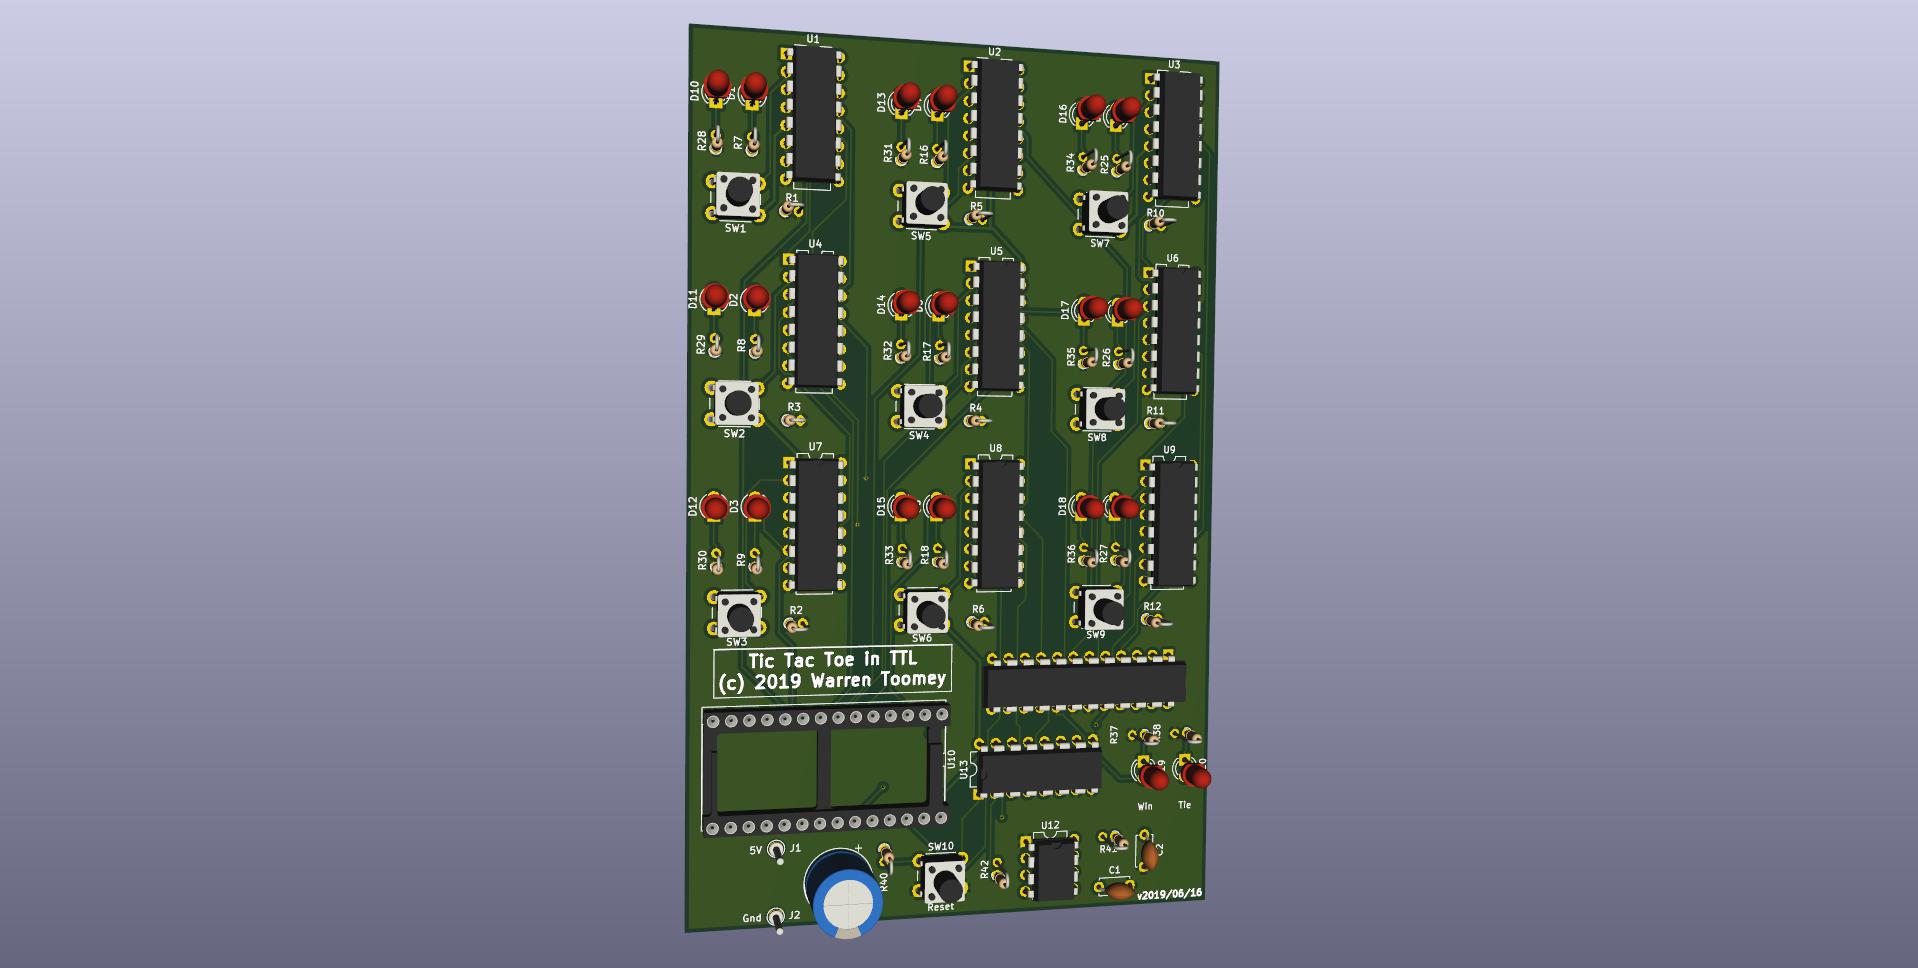 U1
U2
U3
D10
D13
D16
R28
R7
R31
R16
R34
R25
R1
R5
R10
SW1
SW5
SW7
U4
U5
U6
D11
D2
D14
D17
R29
R8
R32
R17
R35
R26
R3
R4
R11
SW2
SW4
SW8
U7
U8
U9
D12
D3
D15
D18
R30
R9
R33
R18
R36
R27
R2
R6
R12
SW3
SW6
SW9
Tic Tac Toe in TTL
(c) 2019 Warren Toomey
R37
U10
U13
Win
Tie
U12
5V
J1
SW10
R40
R42
C1
Gnd
J2
Reset
v2019/06/16